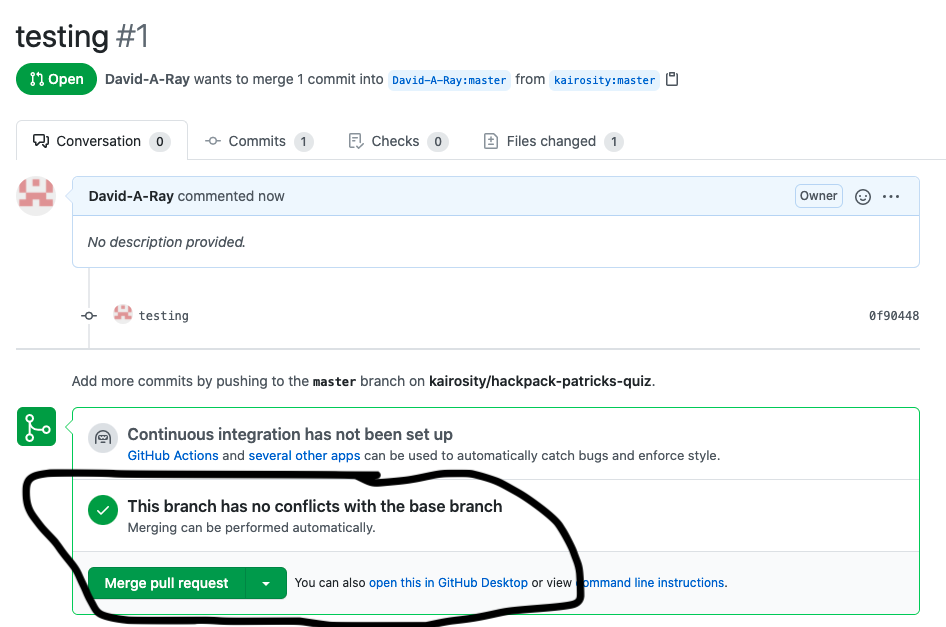 testing #1
Open David-A-Ray wants to merge 1 commit into David-A-Ray:master from kairosity:master
Conversation 0 Commits 1 Checks 0 Files changed 1
David-A-Ray commented now Owner
No description provided.
testing 0f90448
Add more commits by pushing to the master branch on kairosity/hackpack-patricks-quiz.
Continuous integration has not been set up
GitHub Actions and several other apps can be used to automatically catch bugs and enforce style.
This branch has no conflicts with the base branch
Merging can be performed automatically.
Merge pull request You can also open this in GitHub Desktop or view command line instructions.